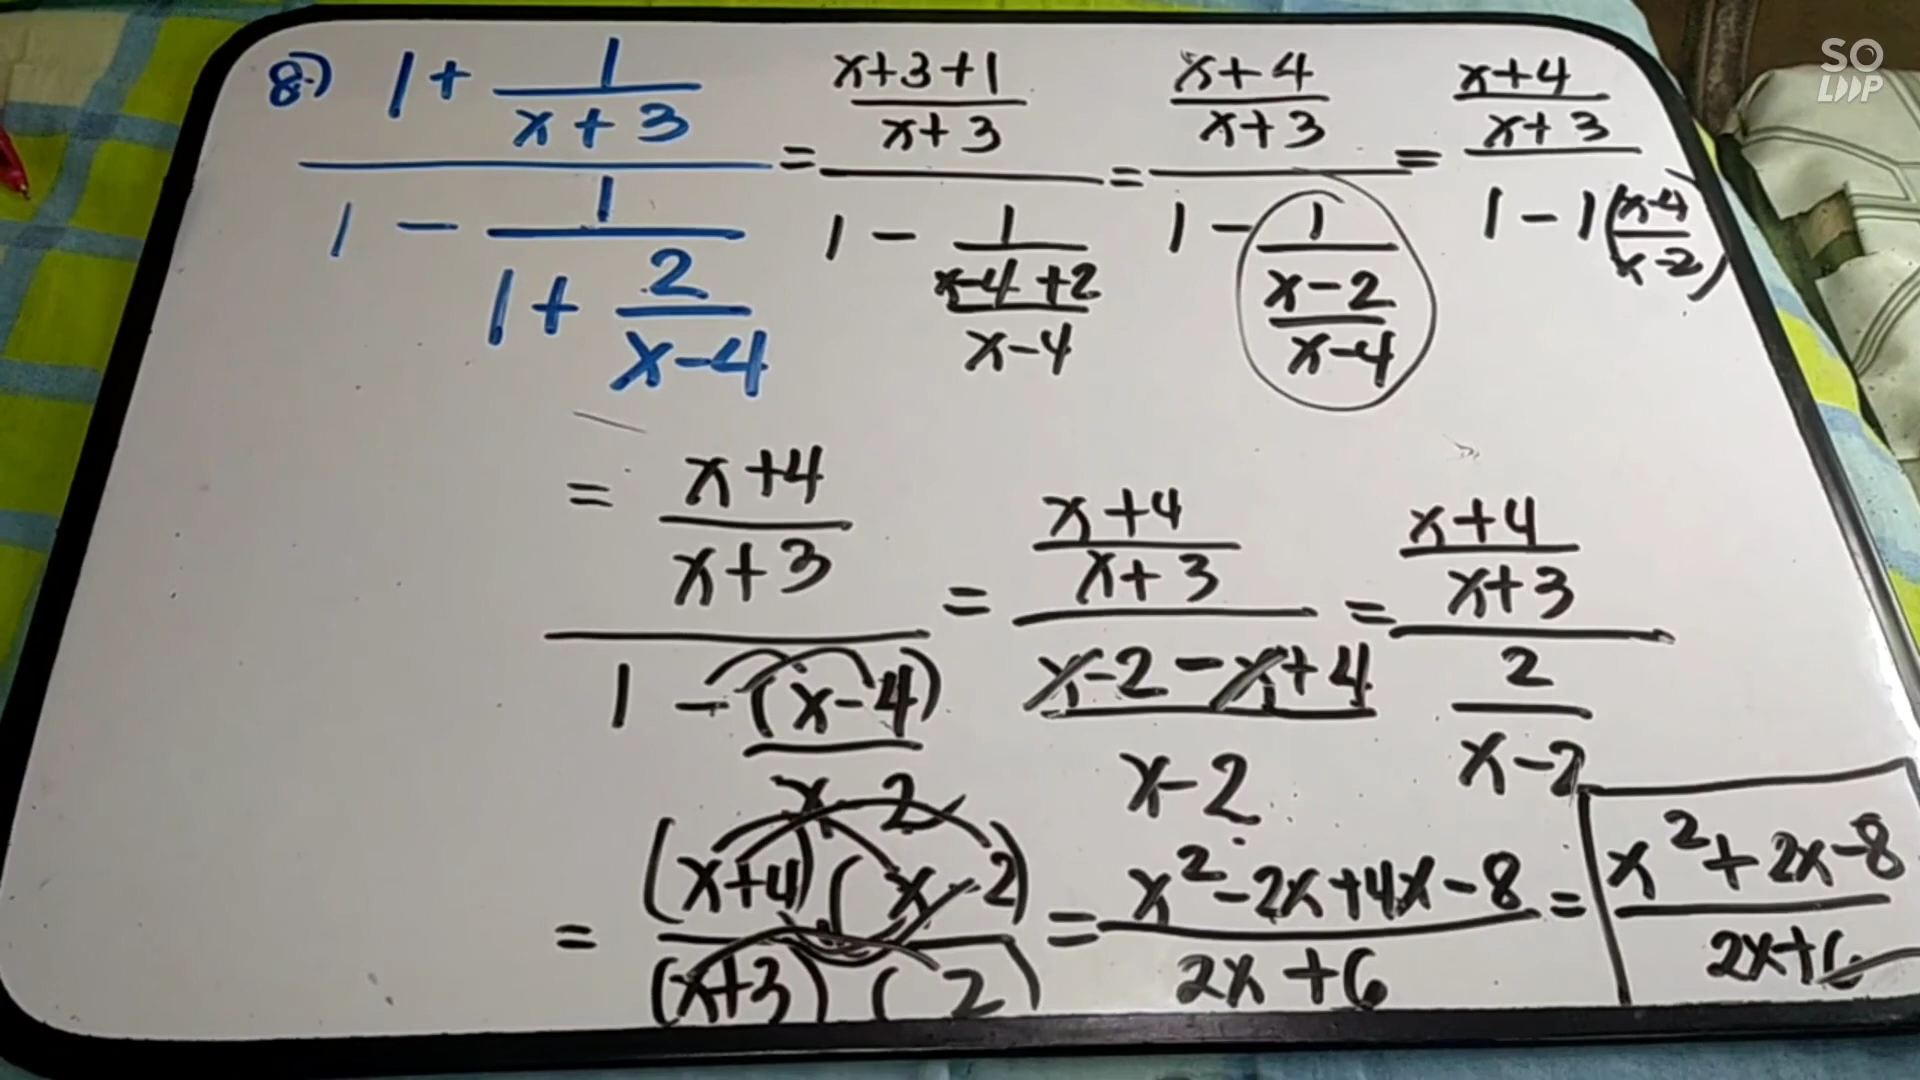 8.) (1 + 1/(x+3)) / (1 - 1/(1 + 2/(x-4))) = ((x+3+1)/(x+3)) / (1 - 1/((x-4+2)/(x-4))) = ((x+4)/(x+3)) / (1 - 1/((x-2)/(x-4))) = ((x+4)/(x+3)) / (1 - 1((x-4)/(x-2)))
= ((x+4)/(x+3)) / (1 - (x-4)/(x-2)) = ((x+4)/(x+3)) / ((x-2-x+4)/(x-2)) = ((x+4)/(x+3)) / (2/(x-2))
= ((x+4)(x-2))/((x+3)(2)) = (x²-2x+4x-8)/(2x+6) = (x²+2x-8)/(2x+6)
SOLOOP